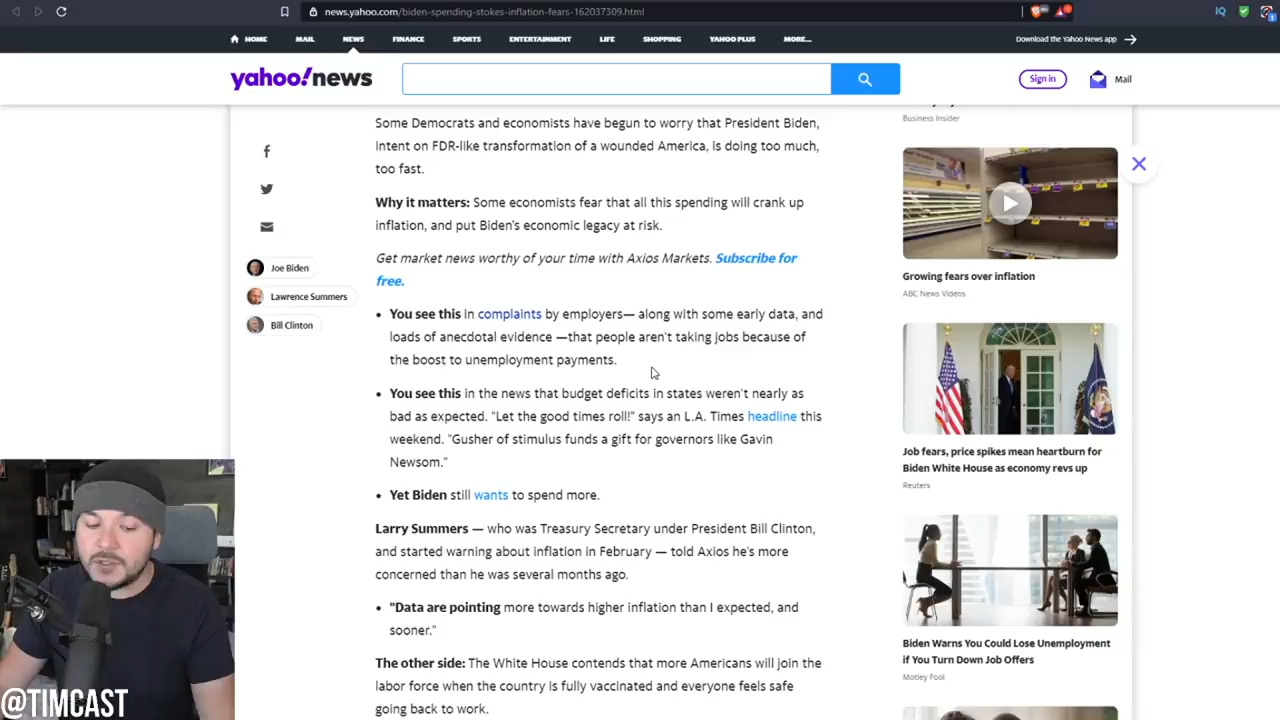 news.yahoo.com/biden-spending-stokes-inflation-fears-162037309.html
IQ
HOME
MAIL
NEWS
FINANCE
SPORTS
ENTERTAINMENT
LIFE
SHOPPING
YAHOO PLUS
MORE...
Download the Yahoo News app
yahoo!news
Sign in
Mail
Some Democrats and economists have begun to worry that President Biden,
intent on FDR-like transformation of a wounded America, is doing too much,
too fast.
Why it matters: Some economists fear that all this spending will crank up
inflation, and put Biden's economic legacy at risk.
Get market news worthy of your time with Axios Markets. Subscribe for
free.
• You see this in complaints by employers— along with some early data, and
loads of anecdotal evidence —that people aren't taking jobs because of
the boost to unemployment payments.
• You see this in the news that budget deficits in states weren't nearly as
bad as expected. "Let the good times roll!" says an L.A. Times headline this
weekend. "Gusher of stimulus funds a gift for governors like Gavin
Newsom."
• Yet Biden still wants to spend more.
Larry Summers — who was Treasury Secretary under President Bill Clinton,
and started warning about inflation in February — told Axios he's more
concerned than he was several months ago.
• "Data are pointing more towards higher inflation than I expected, and
sooner."
The other side: The White House contends that more Americans will join the
labor force when the country is fully vaccinated and everyone feels safe
going back to work.
Joe Biden
Lawrence Summers
Bill Clinton
Business Insider
Growing fears over inflation
ABC News Videos
Job fears, price spikes mean heartburn for
Biden White House as economy revs up
Reuters
Biden Warns You Could Lose Unemployment
if You Turn Down Job Offers
Motley Fool
@TIMCAST